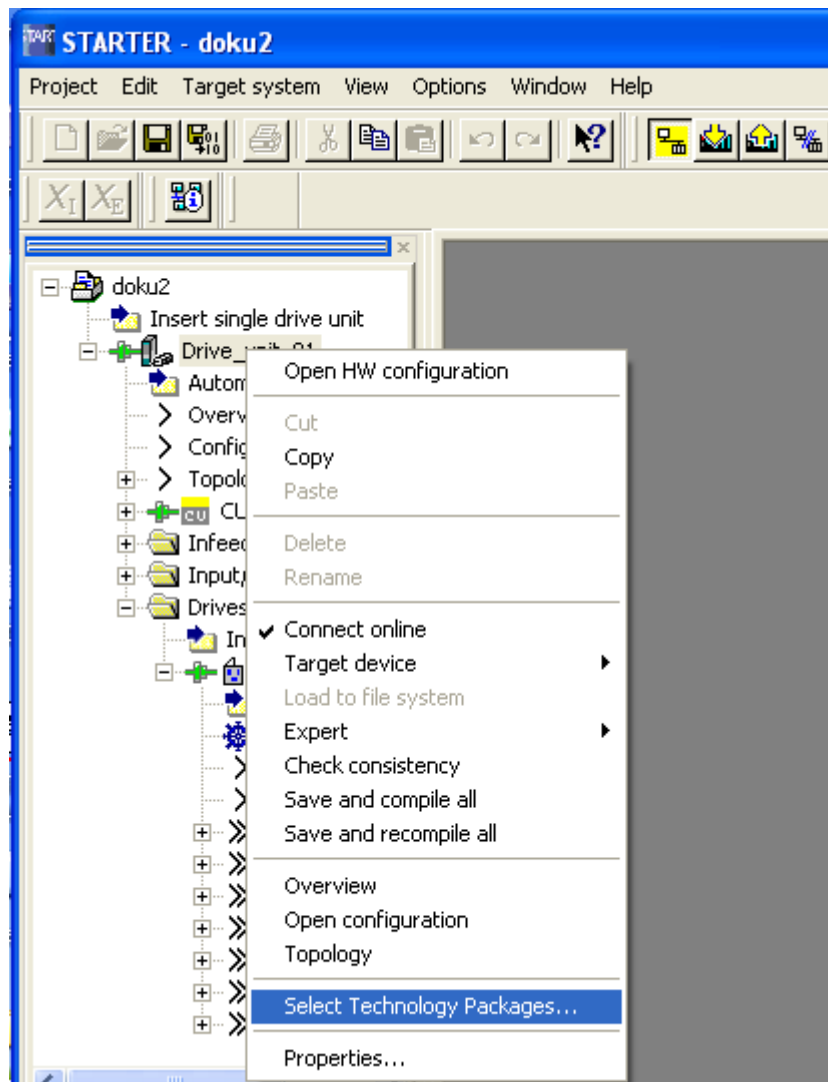 STARTER - doku2
Project Edit Target system View Options Window Help
X_I X_E
doku2
Insert single drive unit
Drive_unit_01
Open HW configuration
Autom
Cut
Overv
Copy
Config
Paste
Topolo
CU
Delete
Infeed
Rename
Input/
Drives
Connect online
In
Target device
Load to file system
Expert
Check consistency
Save and compile all
Save and recompile all
Overview
Open configuration
Topology
Select Technology Packages...
Properties...